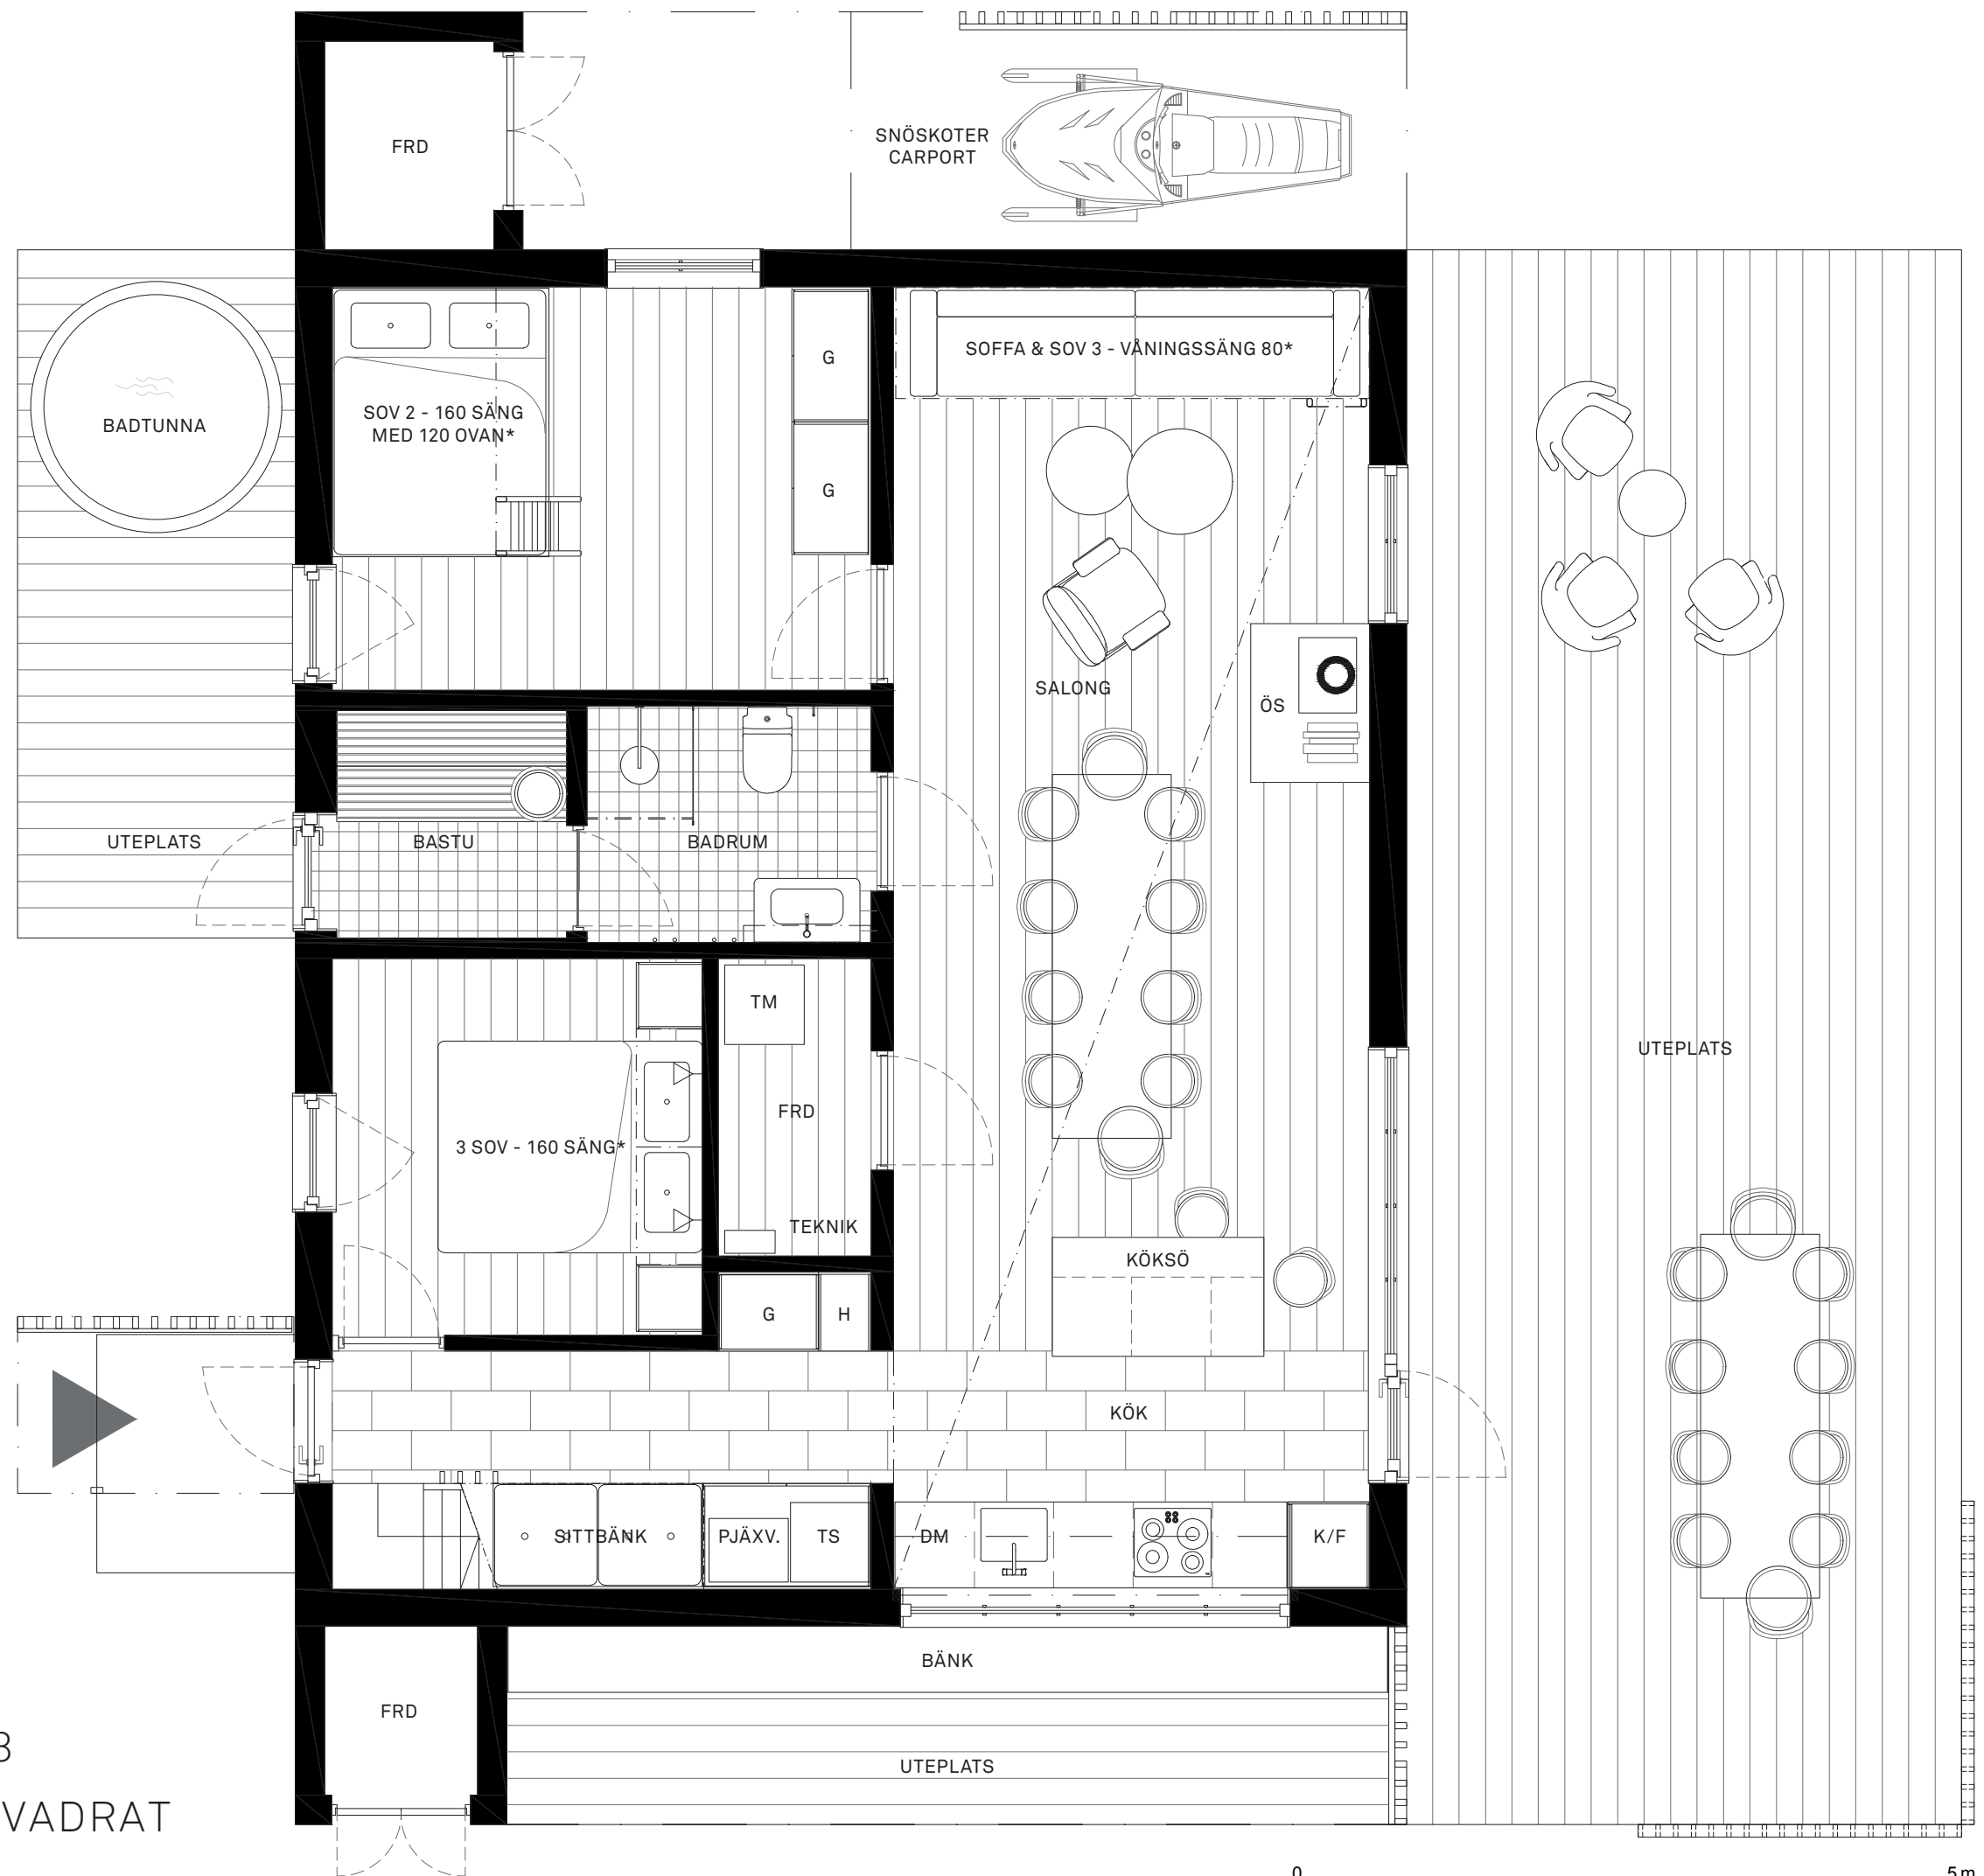 FRD
SNÖSKOTER
CARPORT
SOFFA & SOV 3 - VÅNINGSSÄNG 80*
G
SOV 2 - 160 SÄNG
MED 120 OVAN*
BADTUNNA
G
SALONG
ÖS
UTEPLATS
BASTU
BADRUM
TM
UTEPLATS
FRD
3 SOV - 160 SÄNG*
TEKNIK
KÖKSÖ
G
H
KÖK
SITTBÄNK
PJÄXV.
TS
DM
K/F
BÄNK
FRD
UTEPLATS
VADRAT
0
5 m